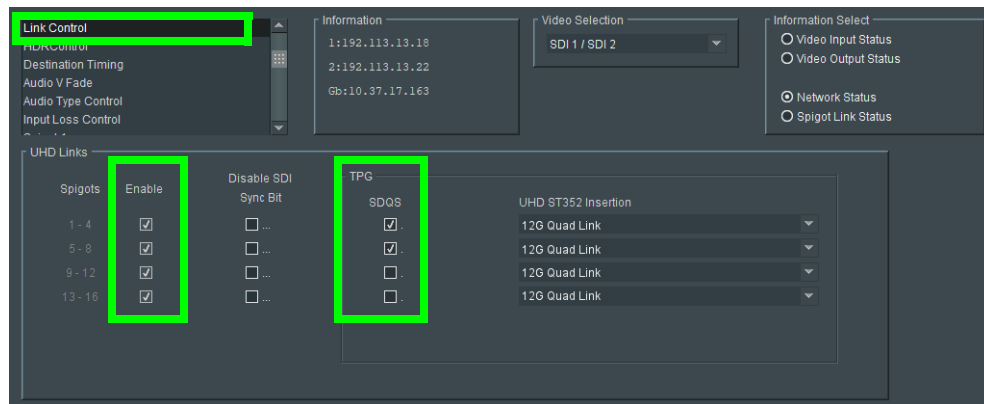 Link Control
HDRControl
Destination Timing
Audio V Fade
Audio Type Control
Input Loss Control
Information
1:192.113.13.18
2:192.113.13.22
Gb:10.37.17.163
Video Selection
SDI 1 / SDI 2
Information Select
Video Input Status
Video Output Status
Network Status
Spigot Link Status
UHD Links
Spigots Enable Disable SDI Sync Bit
TPG
SDQS UHD ST352 Insertion
1 - 4 ... . 12G Quad Link
5 - 8 ... . 12G Quad Link
9 - 12 ... . 12G Quad Link
13 - 16 ... . 12G Quad Link